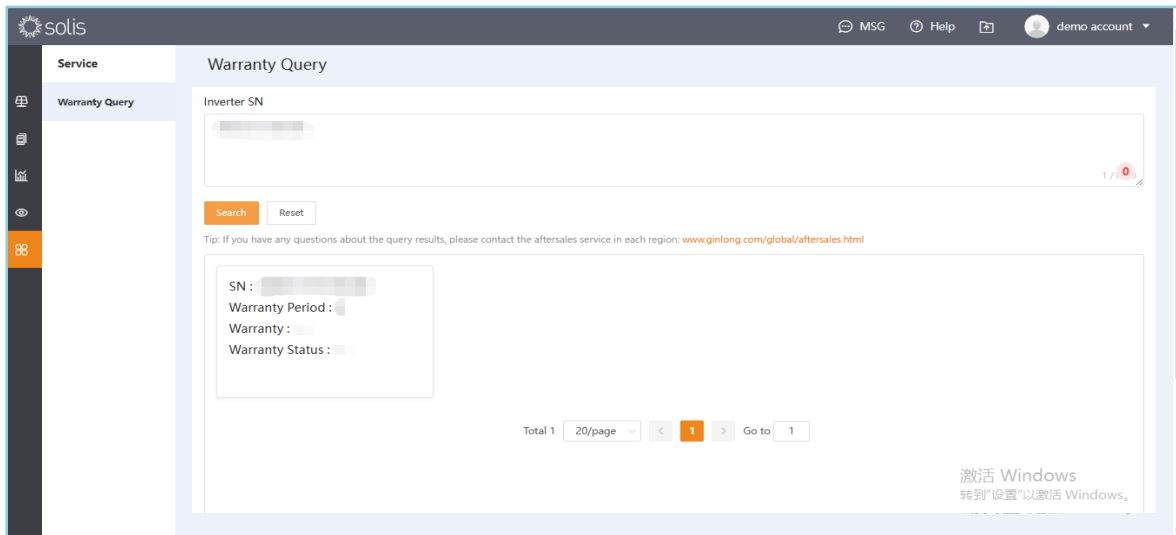 solis
MSG
Help
demo account
Service
Warranty Query
Warranty Query
Inverter SN
1 /
0
Search
Reset
Tip: If you have any questions about the query results, please contact the aftersales service in each region: www.ginlong.com/global/aftersales.html
SN :
Warranty Period :
Warranty :
Warranty Status :
Total 1
20/page
<
1
>
Go to
1
激活 Windows
转到"设置"以激活 Windows。